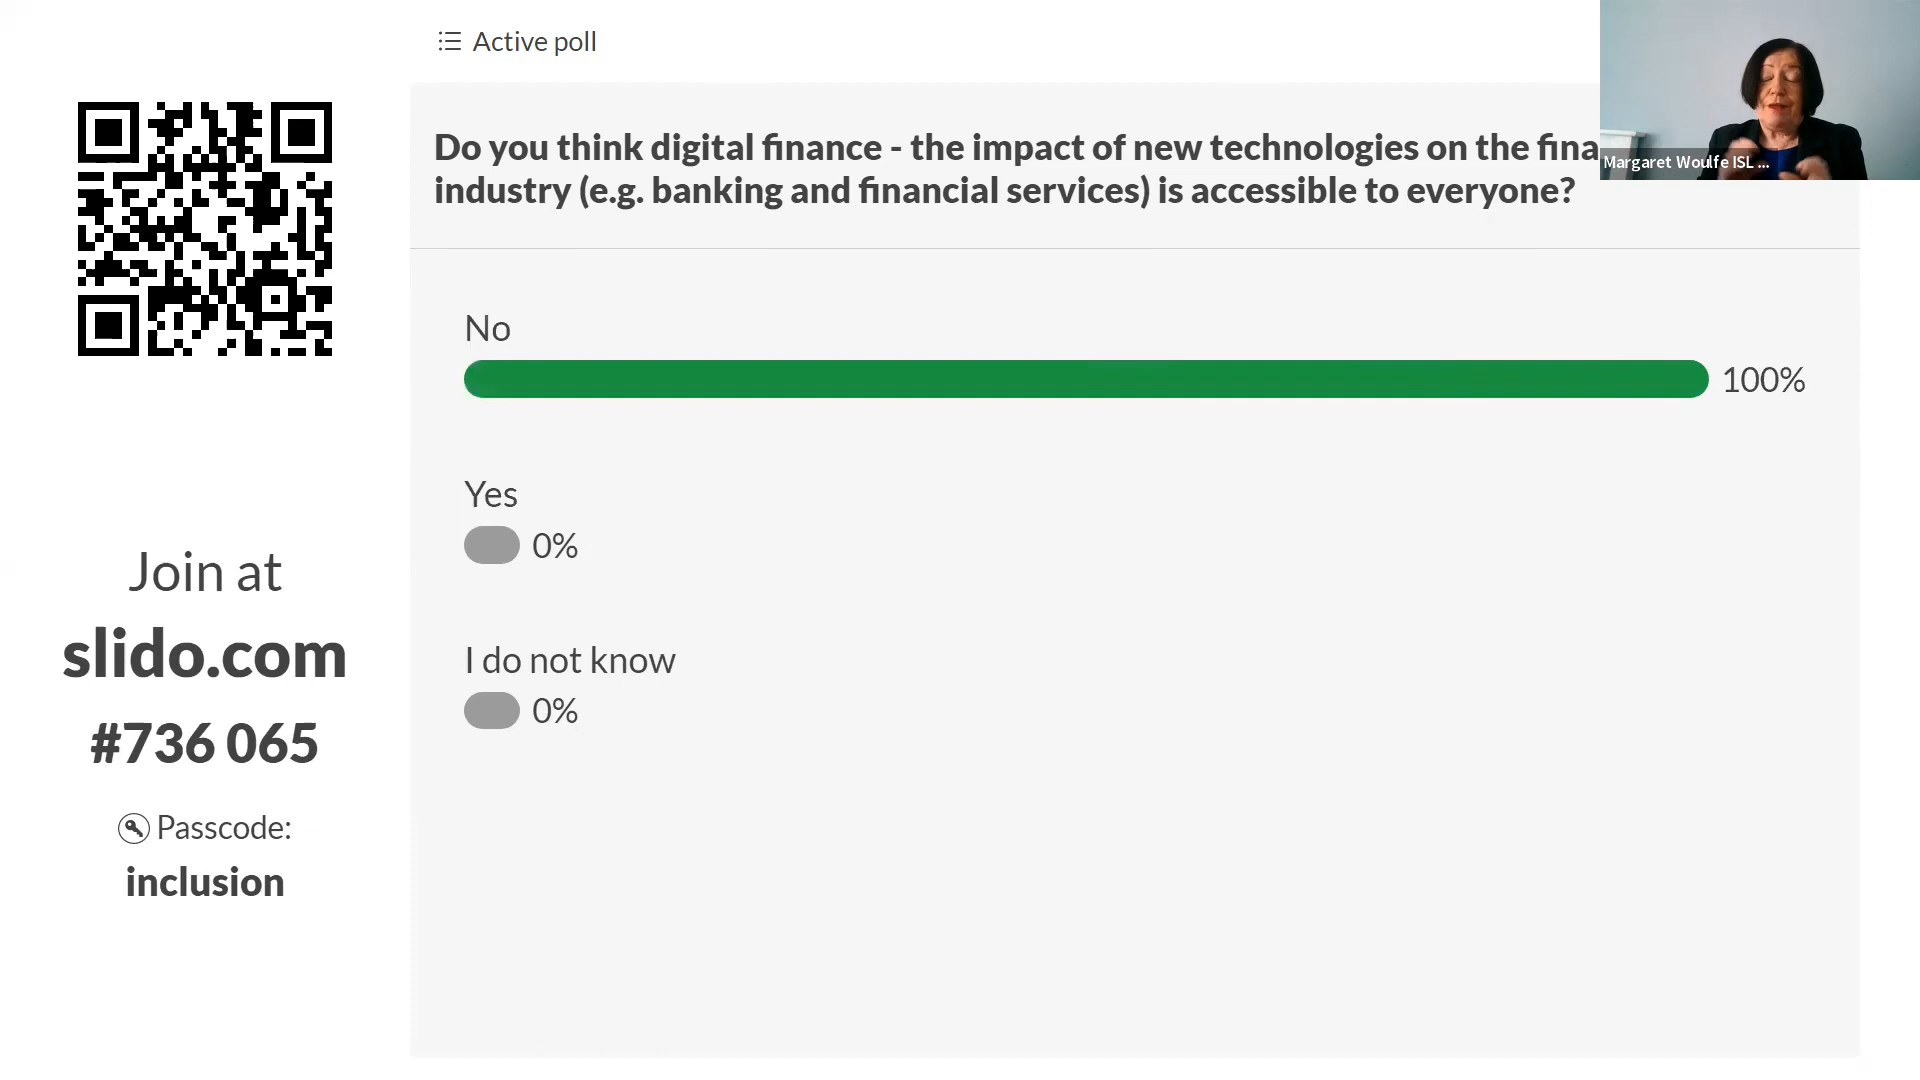 Active poll
Do you think digital finance - the impact of new technologies on the fina
industry (e.g. banking and financial services) is accessible to everyone?
Margaret Woulfe ISL ...
No
100%
Yes
0%
I do not know
0%
Join at
slido.com
#736 065
Passcode:
inclusion